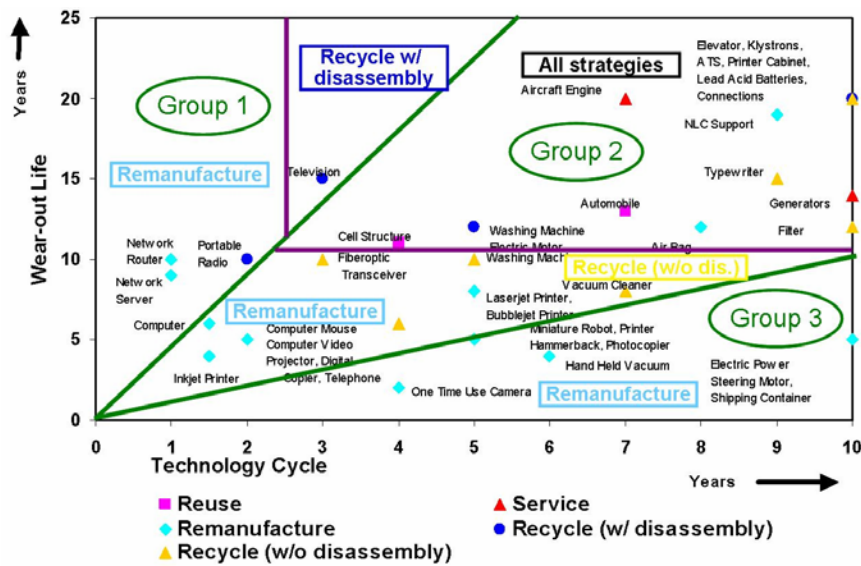 Years
Wear-out Life
25
20
15
10
5
0
Group 1
Recycle w/
disassembly
All strategies
Aircraft Engine
Elevator, Klystrons,
ATS, Printer Cabinet,
Lead Acid Batteries,
Connections
NLC Support
Group 2
Remanufacture
Television
Typewriter
Automobile
Generators
Network
Router
Portable
Radio
Cell Structure
Washing Machine
Electric Motor
Air Bag
Filter
Fiberoptic
Transceiver
Washing Machi
Recycle (w/o dis.)
Network
Server
Vacuum Cleaner
Remanufacture
Laserjet Printer,
Bubblejet Printer
Group 3
Computer
Computer Mouse
Computer Video
Projector, Digital
Copier, Telephone
Miniature Robot, Printer
Hammerback, Photocopier
Inkjet Printer
Hand Held Vacuum
Electric Power
Steering Motor,
Shipping Container
One Time Use Camera
Remanufacture
0 1 2 3 4 5 6 7 8 9 10
Technology Cycle
Years
Reuse
Service
Remanufacture
Recycle (w/ disassembly)
Recycle (w/o disassembly)